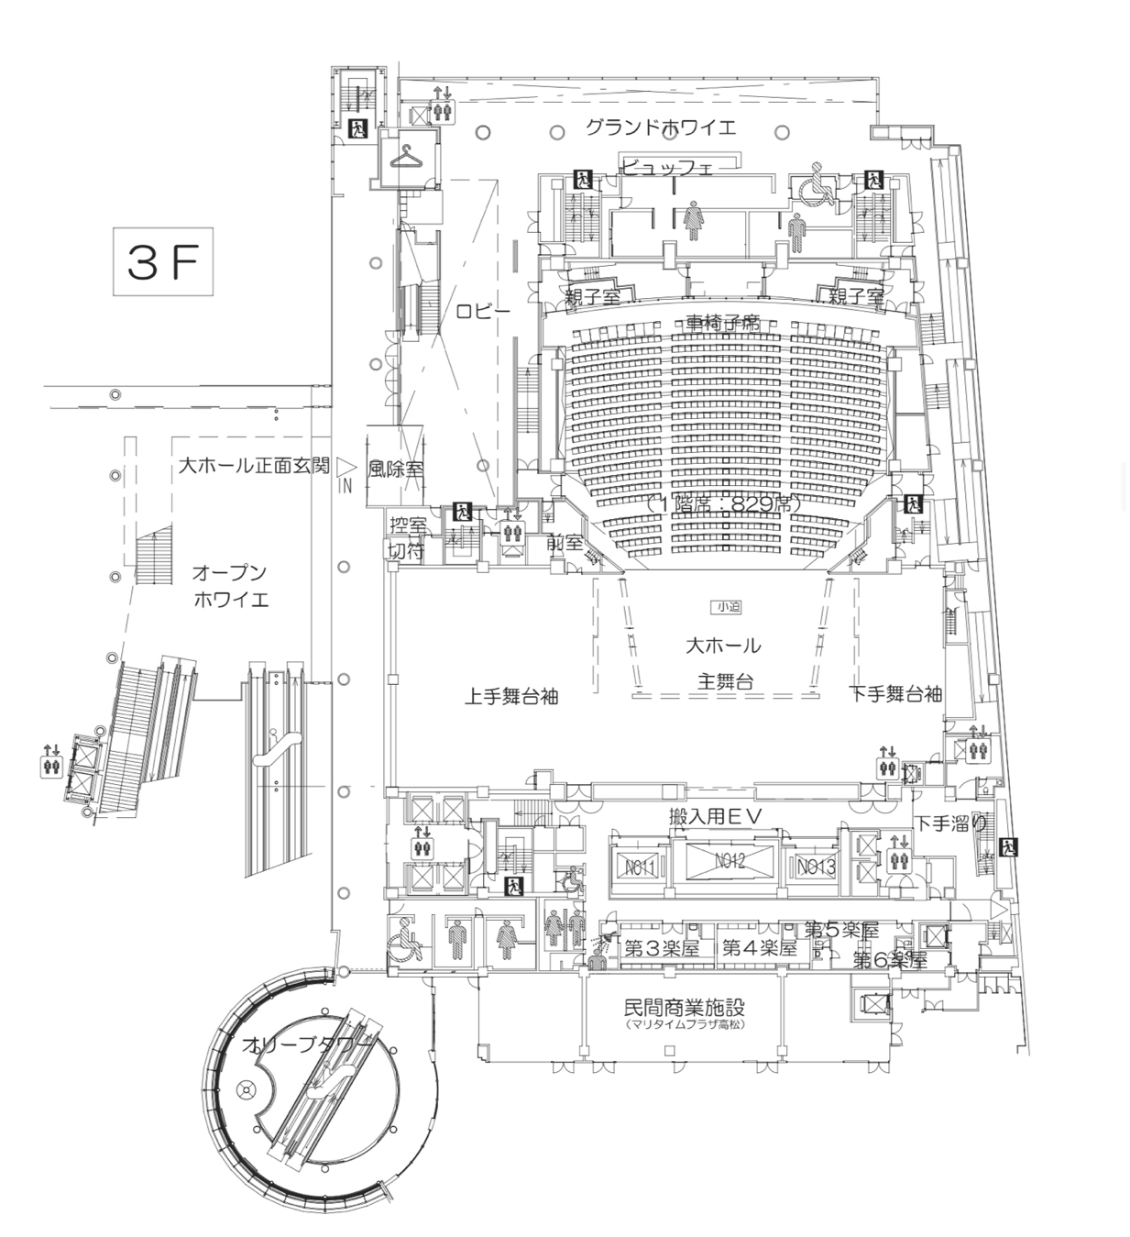 グランドホワイエ
ビュッフェ
3F
親子室
親子室
ロビー
車椅子席
大ホール正面玄関
IN
風除室
(1階席：829席)
控室
切符
前室
オープン
ホワイエ
小迫
大ホール
主舞台
上手舞台袖
下手舞台袖
搬入用EV
下手溜り
NO11
NO12
NO13
第5楽屋
第3楽屋
第4楽屋
第6楽屋
民間商業施設
(マリタイムプラザ高松)
オリーブタワー